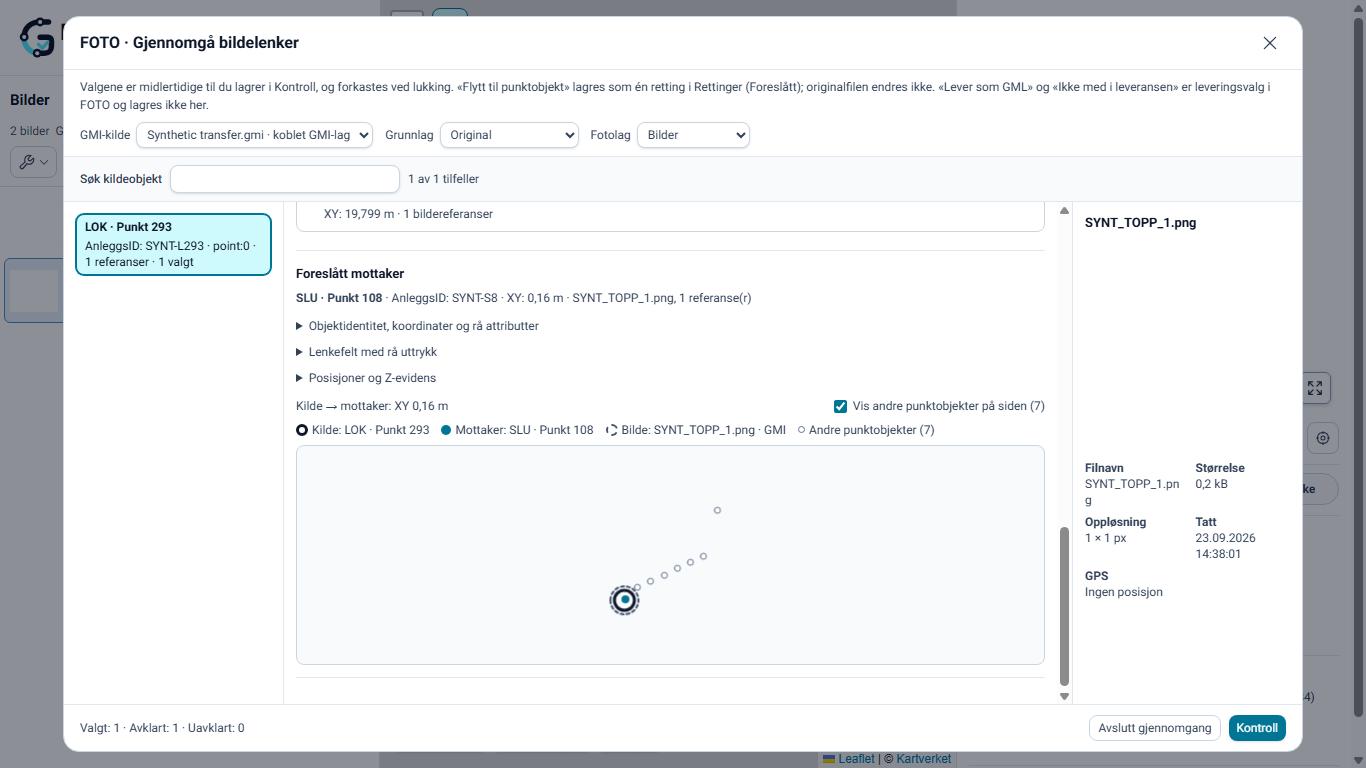 FOTO · Gjennomgå bildelenker
Valgene er midlertidige til du lagrer i Kontroll, og forkastes ved lukking. «Flytt til punktobjekt» lagres som én retting i Rettinger (Foreslått); originalfilen endres ikke. «Lever som GML» og «Ikke med i leveransen» er leveringsvalg i
FOTO og lagres ikke her.
GMI-kilde Synthetic transfer.gmi · koblet GMI-lag Grunnlag Original Fotolag Bilder
Søk kildeobjekt 1 av 1 tilfeller
LOK · Punkt 293
AnleggsID: SYNT-L293 · point:0 ·
1 referanser · 1 valgt
XY: 19,799 m · 1 bildereferanser
Foreslått mottaker
SLU · Punkt 108 · AnleggsID: SYNT-S8 · XY: 0,16 m · SYNT_TOPP_1.png, 1 referanse(r)
Objektidentitet, koordinater og rå attributter
Lenkefelt med rå uttrykk
Posisjoner og Z-evidens
Kilde → mottaker: XY 0,16 m
Vis andre punktobjekter på siden (7)
Kilde: LOK · Punkt 293 Mottaker: SLU · Punkt 108 Bilde: SYNT_TOPP_1.png · GMI Andre punktobjekter (7)
SYNT_TOPP_1.png
Filnavn Størrelse
SYNT_TOPP_1.pn 0,2 kB
g
Oppløsning Tatt
1 × 1 px 23.09.2026
14:38:01
GPS
Ingen posisjon
Valgt: 1 · Avklart: 1 · Uavklart: 0
Avslutt gjennomgang Kontroll
Bilder
2 bilder G
ke
4)
Leaflet | © Kartverket